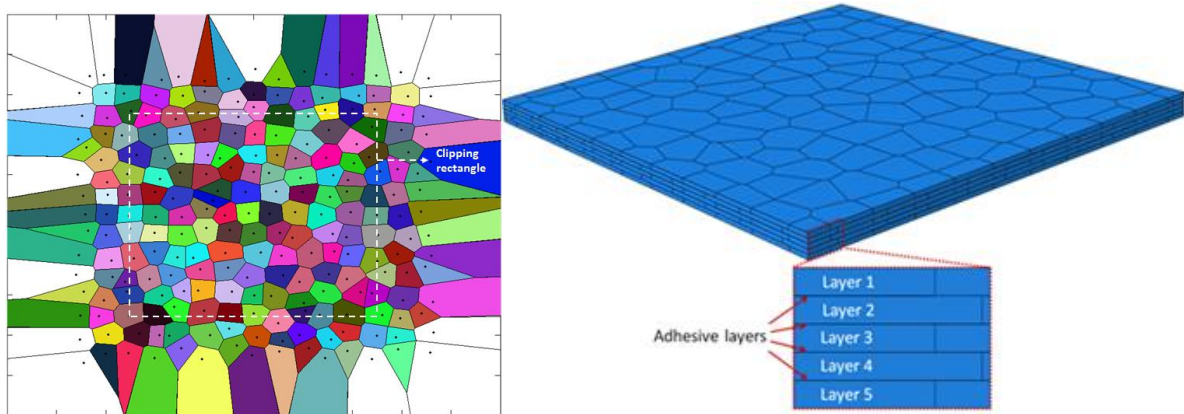 Clipping
rectangle
Layer 1
Layer 2
Adhesive layers
Layer 3
Layer 4
Layer 5